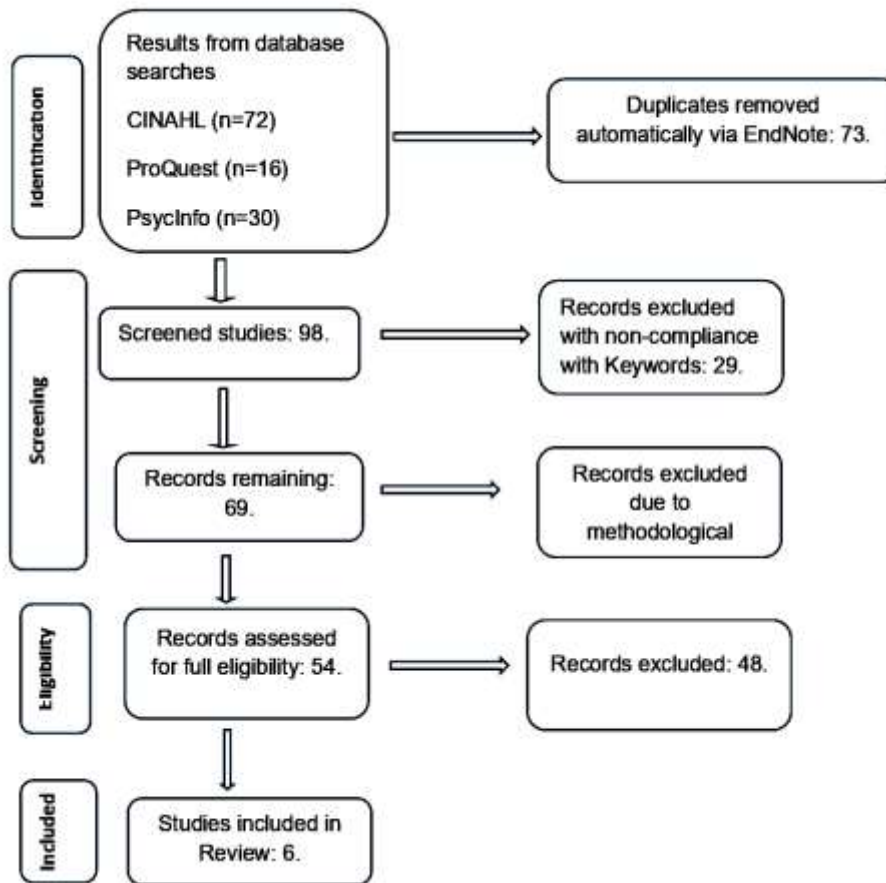 Identification
Results from database
searches
CINAHL (n=72)
ProQuest (n=16)
PsycInfo (n=30)
Duplicates removed
automatically via EndNote: 73.
Screening
Screened studies: 98.
Records excluded
with non-compliance
with Keywords: 29.
Records remaining:
69.
Records excluded
due to
methodological
Eligibility
Records assessed
for full eligibility: 54.
Records excluded: 48.
Included
Studies included in
Review: 6.